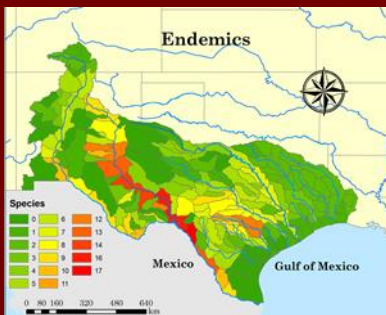 Endemics
Species
0 6 12
1 7 13
2 8 14
3 9 16
4 10 17
5 11
Mexico
Gulf of Mexico
0 80 160 320 480 640
km